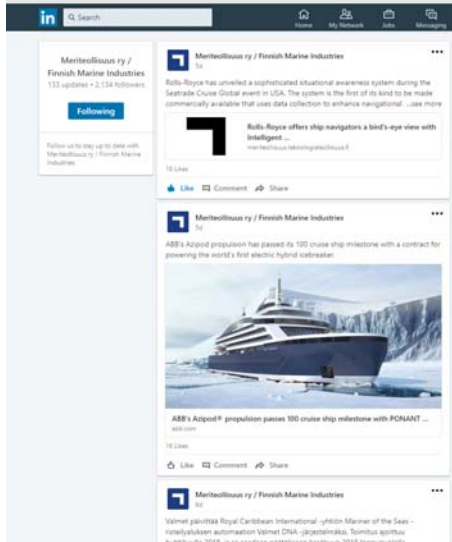 in Search
Home My Network Jobs Messaging
Meriteollisuus ry /
Finnish Marine Industries
133 updates • 2,134 followers
Following
Follow us to stay up to date with
Meriteollisuus ry / Finnish Marine
Industries
Meriteollisuus ry / Finnish Marine Industries
Rolls-Royce has unveiled a sophisticated situational awareness system during the
Seatrade Cruise Global event in USA. The system is the first of its kind to be made
commercially available that uses data collection to enhance navigational ...see more
Rolls-Royce offers ship navigators a bird's-eye view with
intelligent ...
meriteollisuus.teknologiateollisuus.fi
Likes
Like Comment Share
Meriteollisuus ry / Finnish Marine Industries
5d
ABB's Azipod propulsion has passed its 100 cruise ship milestone with a contract for
powering the world's first electric hybrid icebreaker.
ABB's Azipod® propulsion passes 100 cruise ship milestone with PONANT ...
abb.com
Likes
Like Comment Share
Meriteollisuus ry / Finnish Marine Industries
Valmet päivittää Royal Caribbean International -yhtiön Mariner of the Seas -
risteilyaluksen automaation Valmet DNA -järjestelmäksi. Toimitus ajoittuu